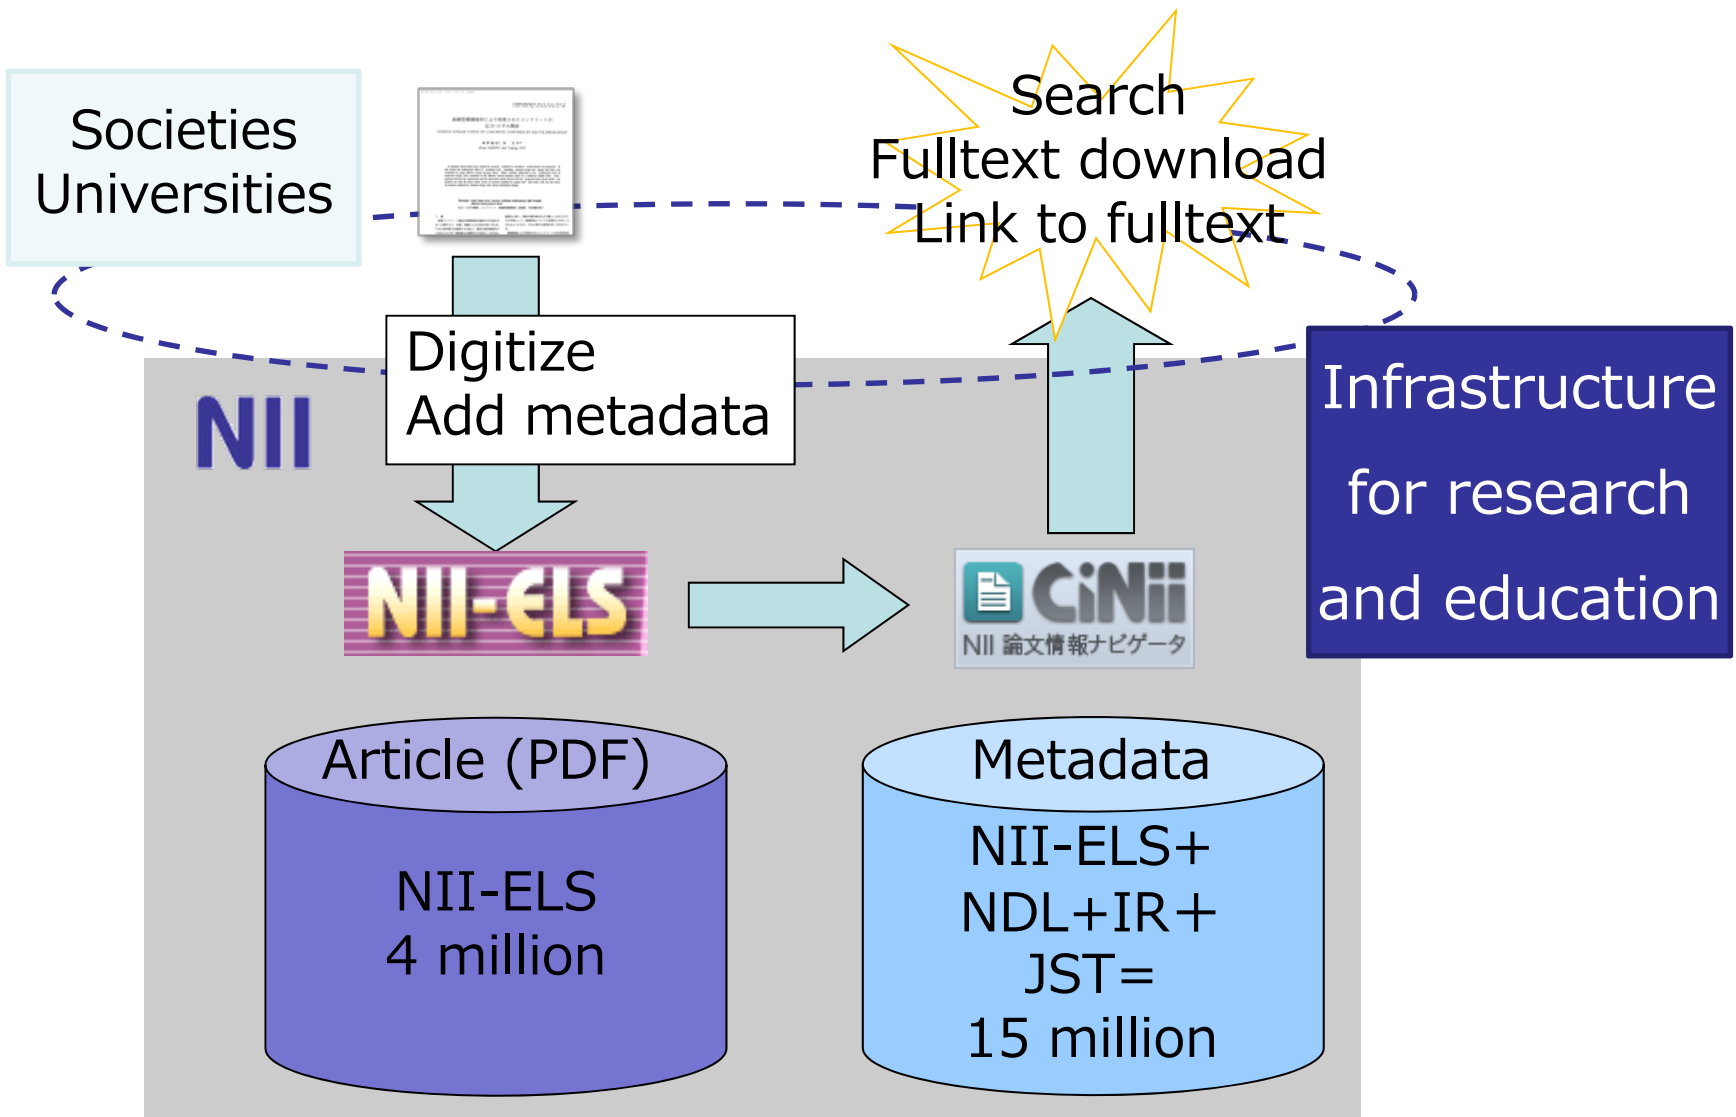 Societies
Universities
Search
Fulltext download
Link to fulltext
Digitize
Add metadata
NII
Infrastructure
for research
and education
NII-ELS
CiNii
NII 論文情報ナビゲータ
Article (PDF)
NII-ELS
4 million
Metadata
NII-ELS+
NDL+IR+
JST=
15 million